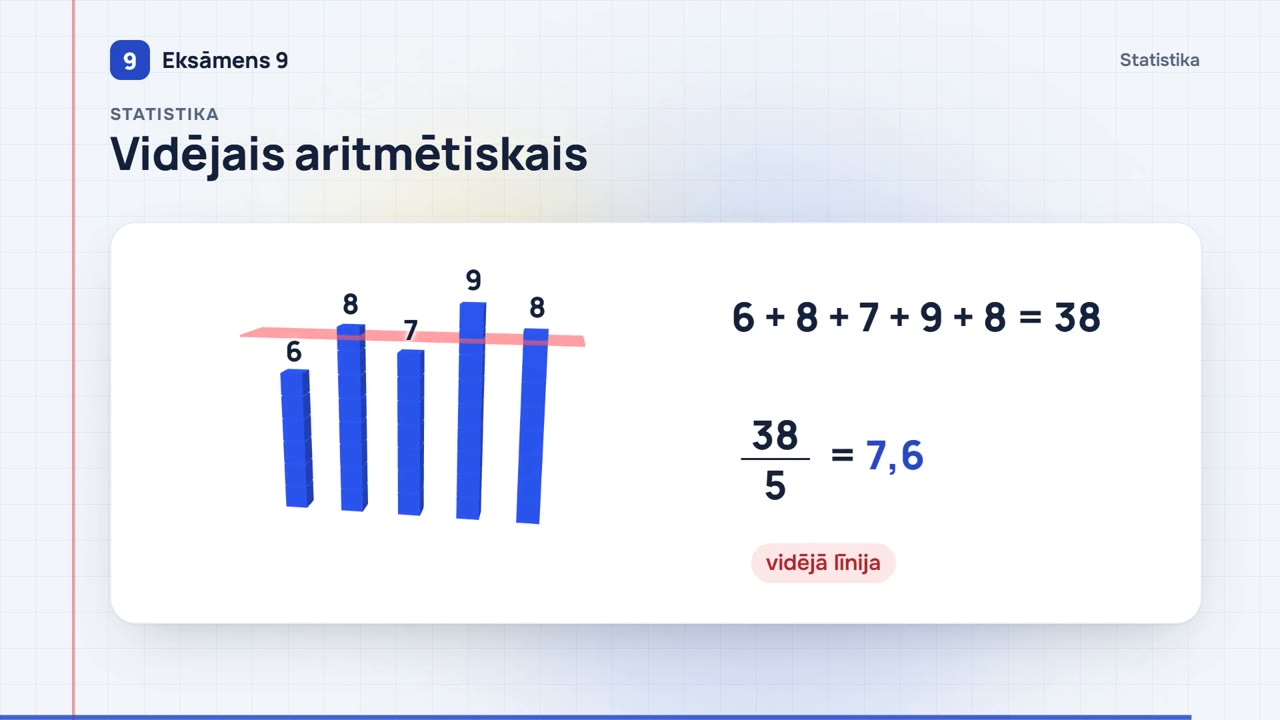 9 Eksāmens 9
Statistika
STATISTIKA
Vidējais aritmētiskais
6
8
7
9
8
6 + 8 + 7 + 9 + 8 = 38
38
5
= 7,6
vidējā līnija